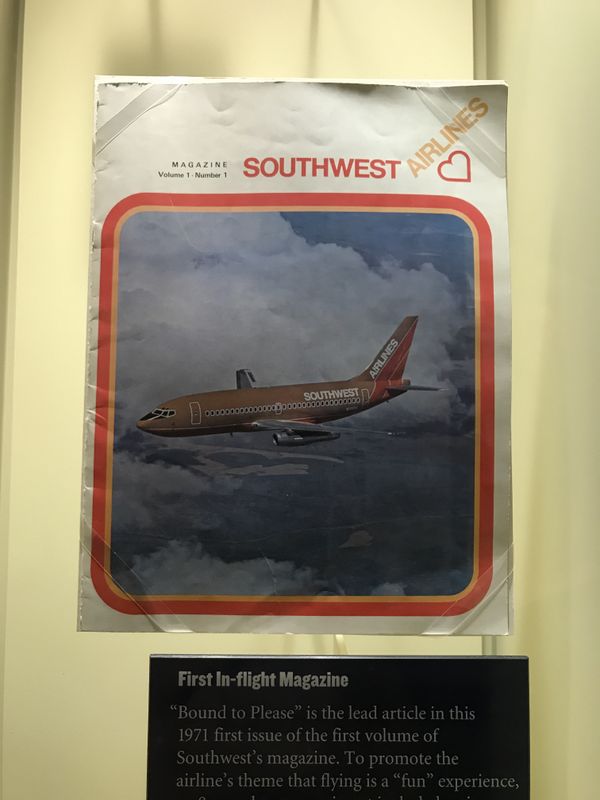 MAGAZINE
Volume 1 · Number 1
SOUTHWEST AIRLINES
SOUTHWEST
AIRLINES
First In-flight Magazine
“Bound to Please” is the lead article in this
1971 first issue of the first volume of
Southwest’s magazine. To promote the
airline’s theme that flying is a “fun” experience,